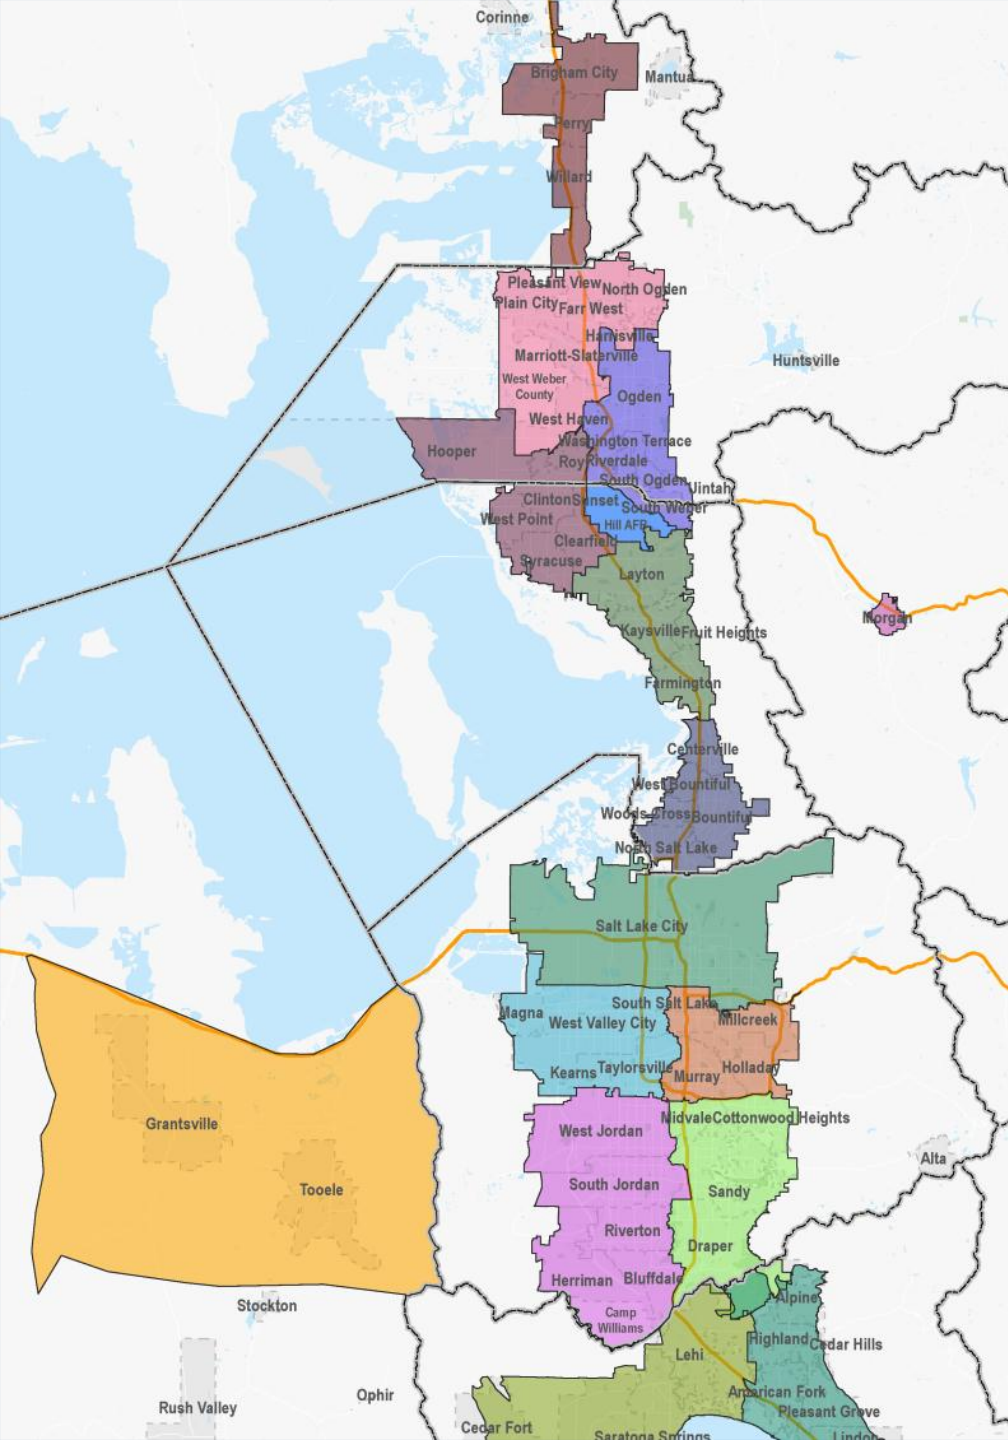 Corinne
Brigham City
Mantua
Perry
Willard
Pleasant View
North Ogden
Plain City
Farr West
Harrisville
Marriott-Slaterville
Huntsville
West Weber
County
Ogden
West Haven
Washington Terrace
Hooper
Roy
Riverdale
South Ogden
Uintah
Clinton
Sunset
South Weber
West Point
Hill AFB
Clearfield
Syracuse
Layton
Morgan
Kaysville
Fruit Heights
Farmington
Centerville
West Bountiful
Woods Cross
Bountiful
North Salt Lake
Salt Lake City
South Salt Lake
Magna
West Valley City
Millcreek
Kearns
Taylorsville
Murray
Holladay
Midvale
Cottonwood Heights
Grantsville
West Jordan
Alta
Tooele
South Jordan
Sandy
Riverton
Draper
Herriman
Bluffdale
Stockton
Alpine
Camp
Williams
Highland
Cedar Hills
Lehi
Ophir
American Fork
Rush Valley
Pleasant Grove
Cedar Fort
Saratoga Springs
Lindon